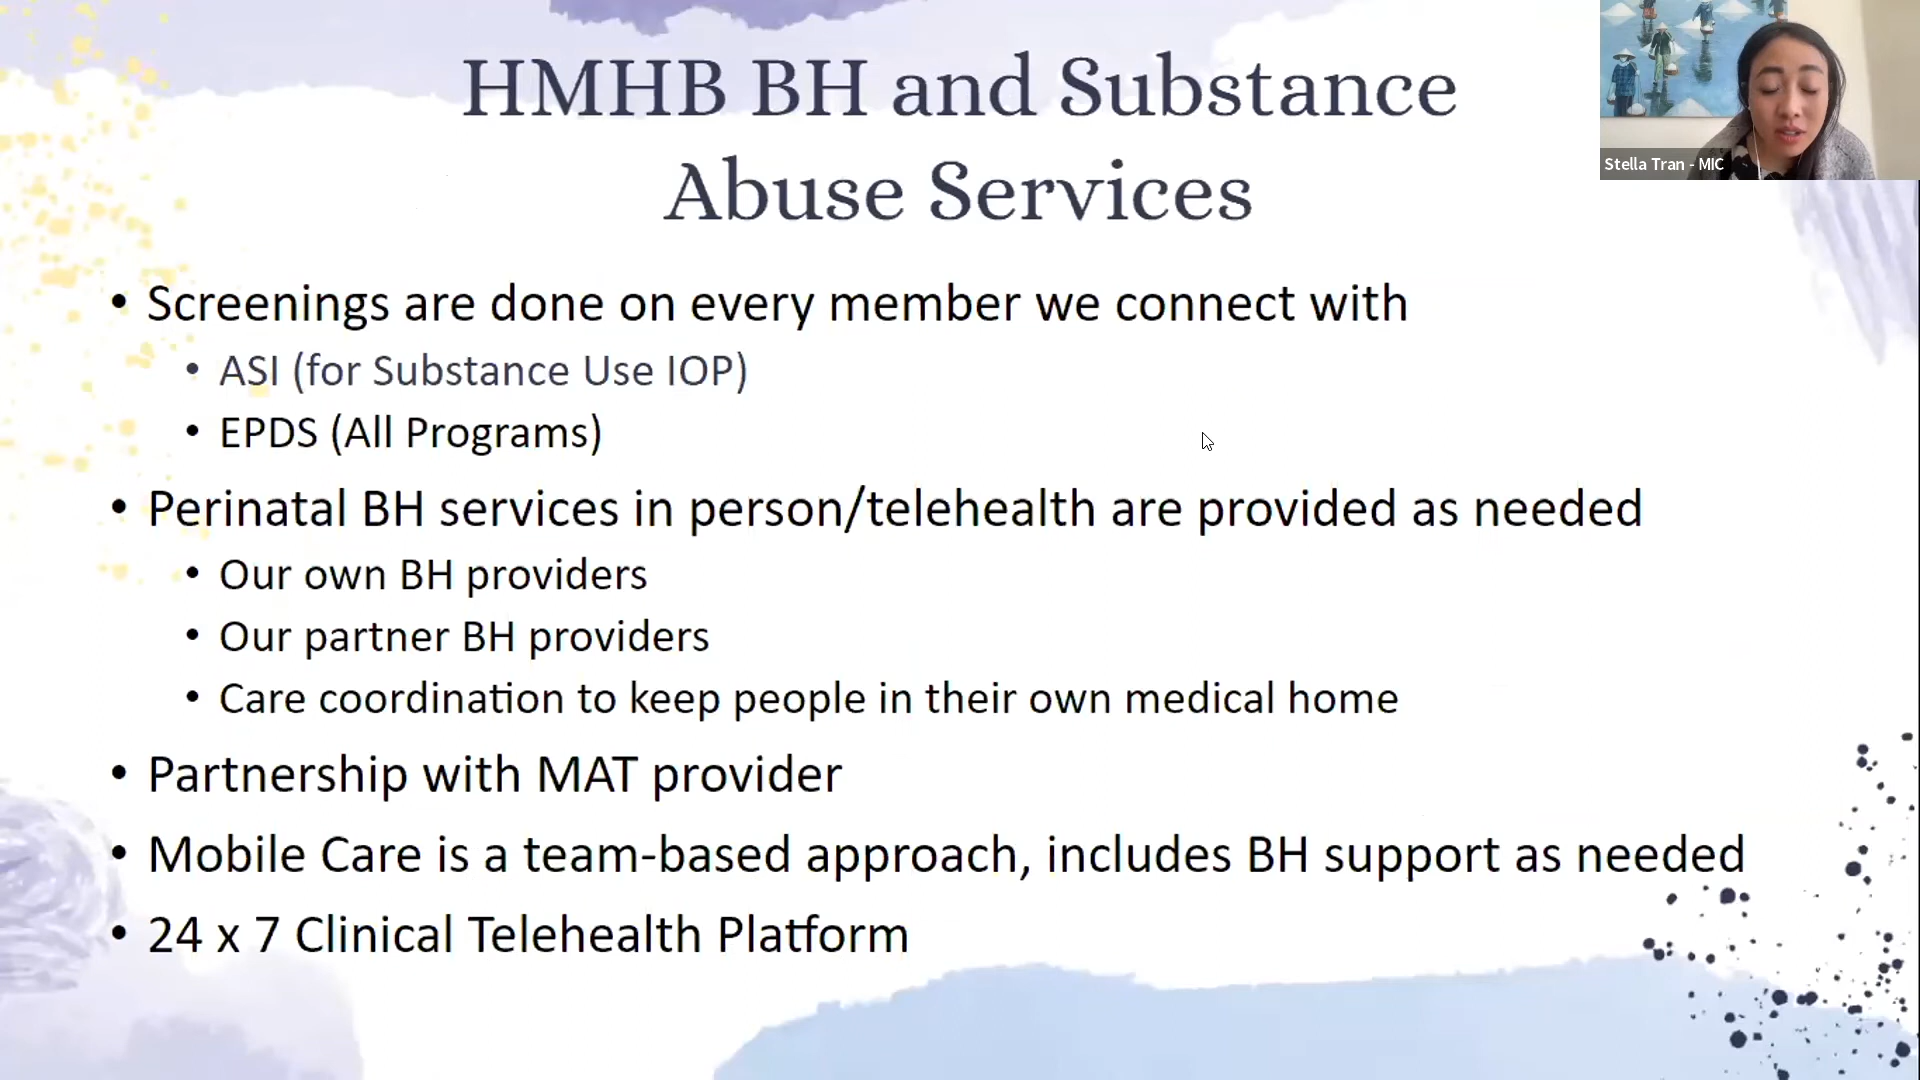 HMHB BH and Substance
Abuse Services
Stella Tran - MIC
• Screenings are done on every member we connect with
• ASI (for Substance Use IOP)
• EPDS (All Programs)
• Perinatal BH services in person/telehealth are provided as needed
• Our own BH providers
• Our partner BH providers
• Care coordination to keep people in their own medical home
• Partnership with MAT provider
• Mobile Care is a team-based approach, includes BH support as needed
• 24 x 7 Clinical Telehealth Platform